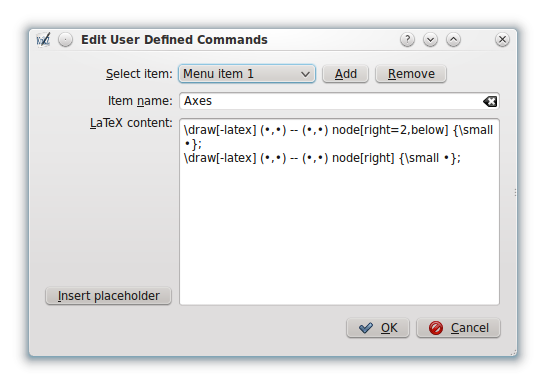 Edit User Defined Commands
Select item: Menu item 1 Add Remove
Item name: Axes
LaTeX content:
\draw[-latex] (•,•) -- (•,•) node[right=2,below] {\small
•};
\draw[-latex] (•,•) -- (•,•) node[right] {\small •};
Insert placeholder
OK Cancel